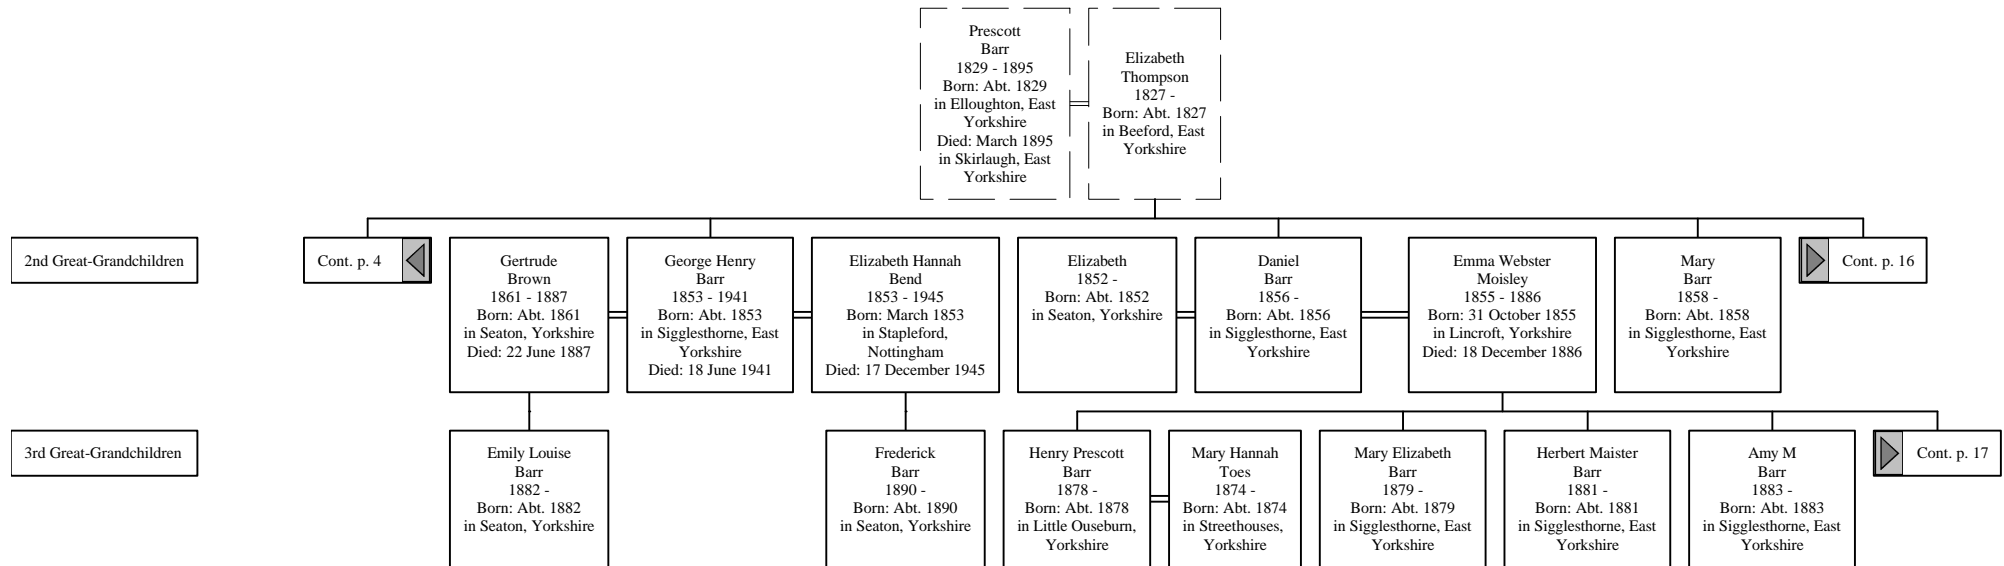 Prescott
Barr
1829 - 1895
Born: Abt. 1829
in Elloughton, East
Yorkshire
Died: March 1895
in Skirlaugh, East
Yorkshire
Elizabeth
Thompson
1827 -
Born: Abt. 1827
in Beeford, East
Yorkshire
2nd Great-Grandchildren
Cont. p. 4
Gertrude
Brown
1861 - 1887
Born: Abt. 1861
in Seaton, Yorkshire
Died: 22 June 1887
George Henry
Barr
1853 - 1941
Born: Abt. 1853
in Sigglesthorne, East
Yorkshire
Died: 18 June 1941
Elizabeth Hannah
Bend
1853 - 1945
Born: March 1853
in Stapleford,
Nottingham
Died: 17 December 1945
Elizabeth
1852 -
Born: Abt. 1852
in Seaton, Yorkshire
Daniel
Barr
1856 -
Born: Abt. 1856
in Sigglesthorne, East
Yorkshire
Emma Webster
Moisley
1855 - 1886
Born: 31 October 1855
in Lincroft, Yorkshire
Died: 18 December 1886
Mary
Barr
1858 -
Born: Abt. 1858
in Sigglesthorne, East
Yorkshire
Cont. p. 16
3rd Great-Grandchildren
Emily Louise
Barr
1882 -
Born: Abt. 1882
in Seaton, Yorkshire
Frederick
Barr
1890 -
Born: Abt. 1890
in Seaton, Yorkshire
Henry Prescott
Barr
1878 -
Born: Abt. 1878
in Little Ouseburn,
Yorkshire
Mary Hannah
Toes
1874 -
Born: Abt. 1874
in Streethouses,
Yorkshire
Mary Elizabeth
Barr
1879 -
Born: Abt. 1879
in Sigglesthorne, East
Yorkshire
Herbert Maister
Barr
1881 -
Born: Abt. 1881
in Sigglesthorne, East
Yorkshire
Amy M
Barr
1883 -
Born: Abt. 1883
in Sigglesthorne, East
Yorkshire
Cont. p. 17